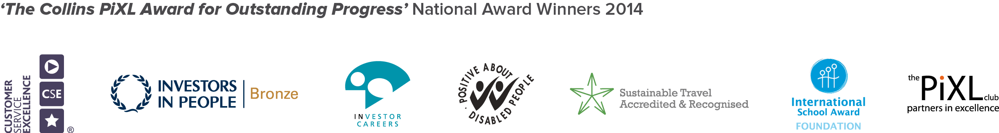 ‘The Collins PiXL Award for Outstanding Progress’ National Award Winners 2014
CUSTOMER
SERVICE
EXCELLENCE
CSE
®
INVESTORS
IN PEOPLE
Bronze
INVESTOR
CAREERS
POSITIVE ABOUT
DISABLED PEOPLE
Sustainable Travel
Accredited & Recognised
International
School Award
FOUNDATION
the PiXL club
partners in excellence